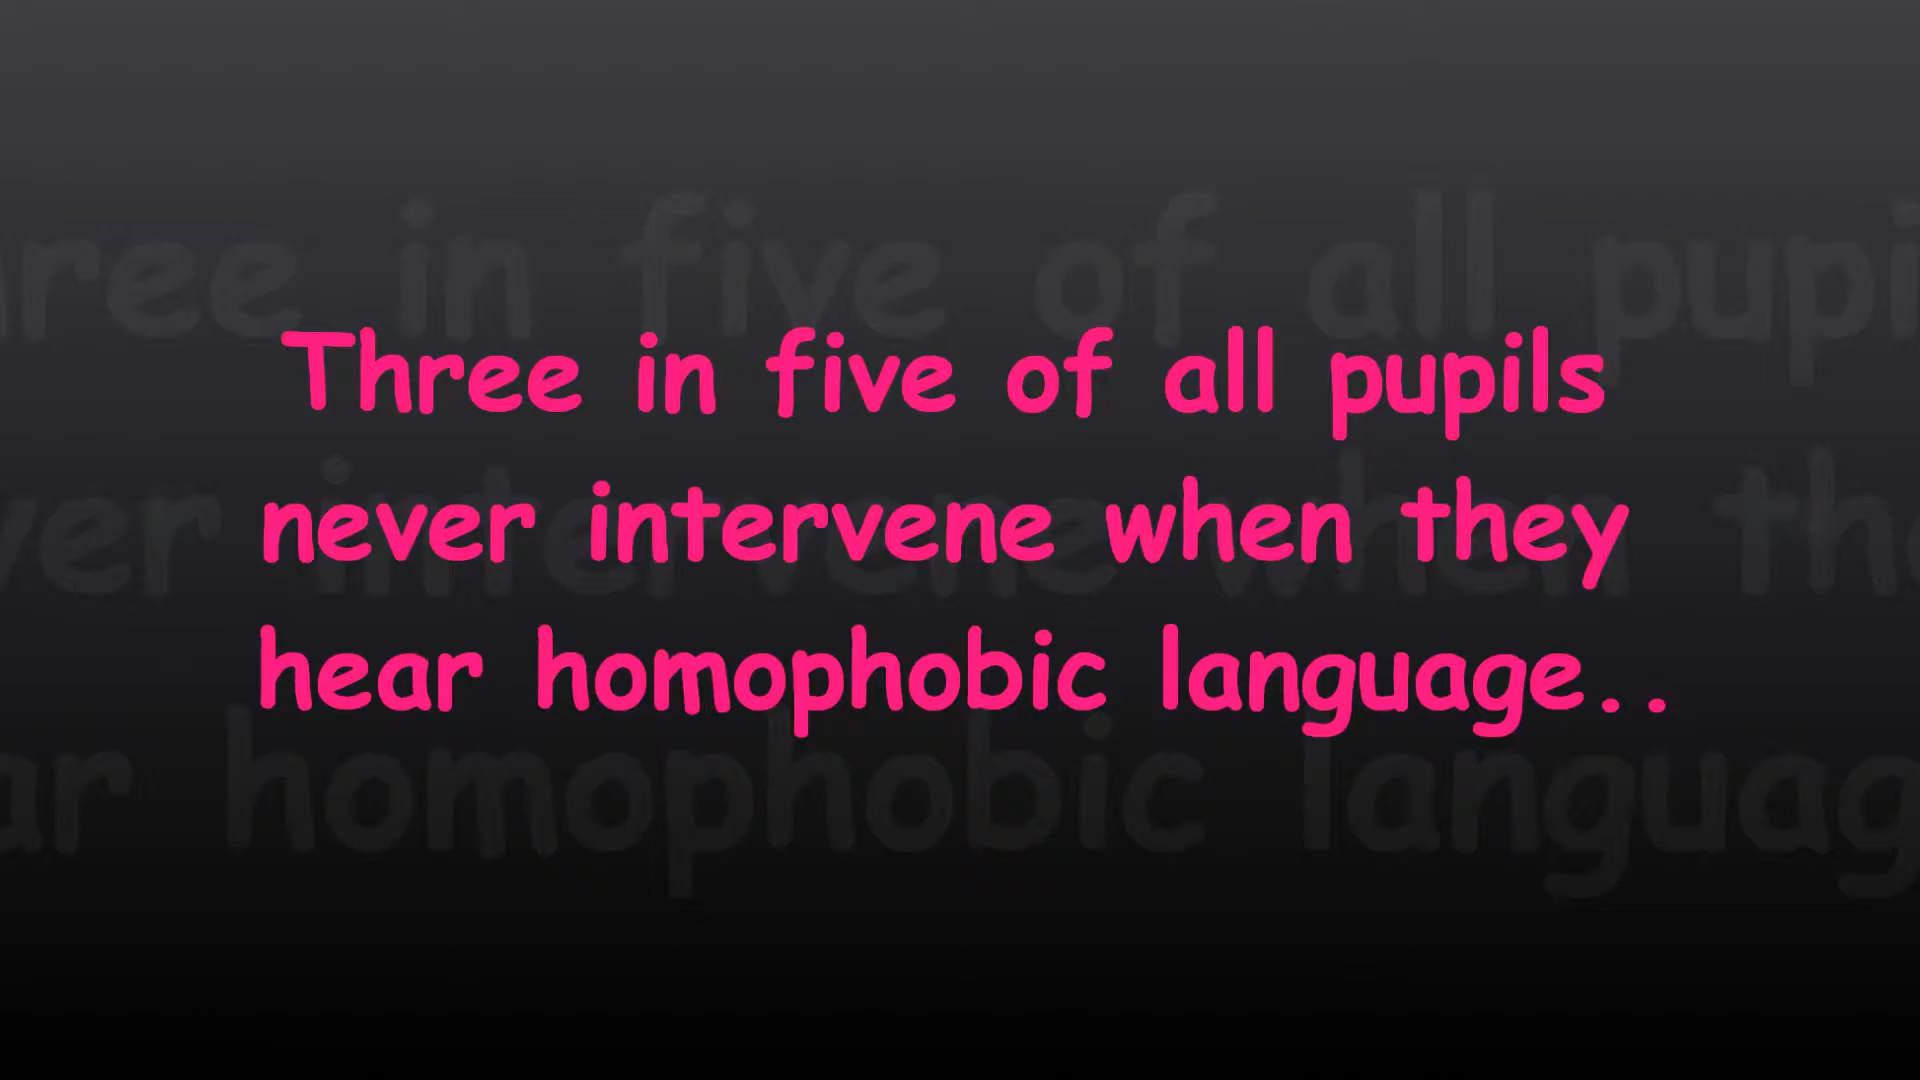 Three in five of all pupils
never intervene when they
hear homophobic language..